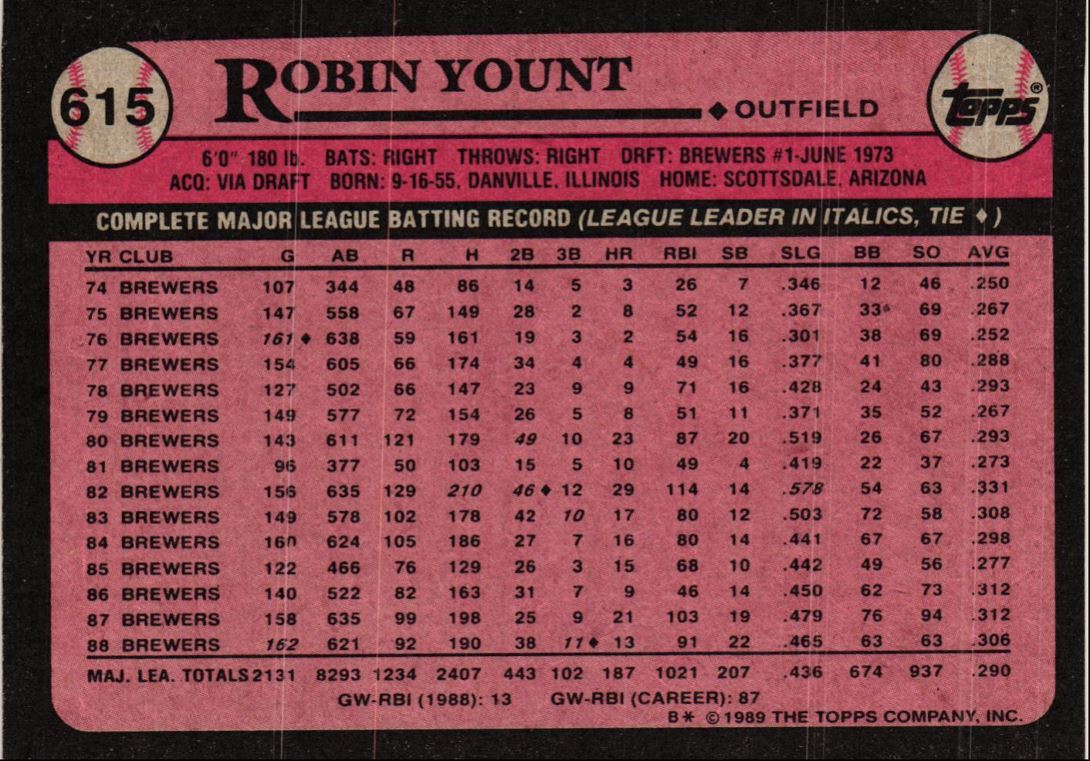 615 ROBIN YOUNT
◆ OUTFIELD Topps®
6'0" 180 lb. BATS: RIGHT THROWS: RIGHT DRFT: BREWERS #1-JUNE 1973
ACQ: VIA DRAFT BORN: 9-16-55, DANVILLE, ILLINOIS HOME: SCOTTSDALE, ARIZONA
COMPLETE MAJOR LEAGUE BATTING RECORD (LEAGUE LEADER IN ITALICS, TIE ♦)
YR CLUB G AB R H 2B 3B HR RBI SB SLG BB SO AVG
74 BREWERS 107 344 48 86 14 5 3 26 7 .346 12 46 .250
75 BREWERS 147 558 67 149 28 2 8 52 12 .367 33 69 .267
76 BREWERS 161♦ 638 59 161 19 3 2 54 16 .301 38 69 .252
77 BREWERS 154 605 66 174 34 4 4 49 16 .377 41 80 .288
78 BREWERS 127 502 66 147 23 9 9 71 16 .428 24 43 .293
79 BREWERS 149 577 72 154 26 5 8 51 11 .371 35 52 .267
80 BREWERS 143 611 121 179 49 10 23 87 20 .519 26 67 .293
81 BREWERS 96 377 50 103 15 5 10 49 4 .419 22 37 .273
82 BREWERS 156 635 129 210 46♦ 12 29 114 14 .578 54 63 .331
83 BREWERS 149 578 102 178 42 10 17 80 12 .503 72 58 .308
84 BREWERS 160 624 105 186 27 7 16 80 14 .441 67 67 .298
85 BREWERS 122 466 76 129 26 3 15 68 10 .442 49 56 .277
86 BREWERS 140 522 82 163 31 7 9 46 14 .450 62 73 .312
87 BREWERS 158 635 99 198 25 9 21 103 19 .479 76 94 .312
88 BREWERS 162 621 92 190 38 11♦ 13 91 22 .465 63 63 .306
MAJ. LEA. TOTALS 2131 8293 1234 2407 443 102 187 1021 207 .436 674 937 .290
GW-RBI (1988): 13 GW-RBI (CAREER): 87
B* ©1989 THE TOPPS COMPANY, INC.